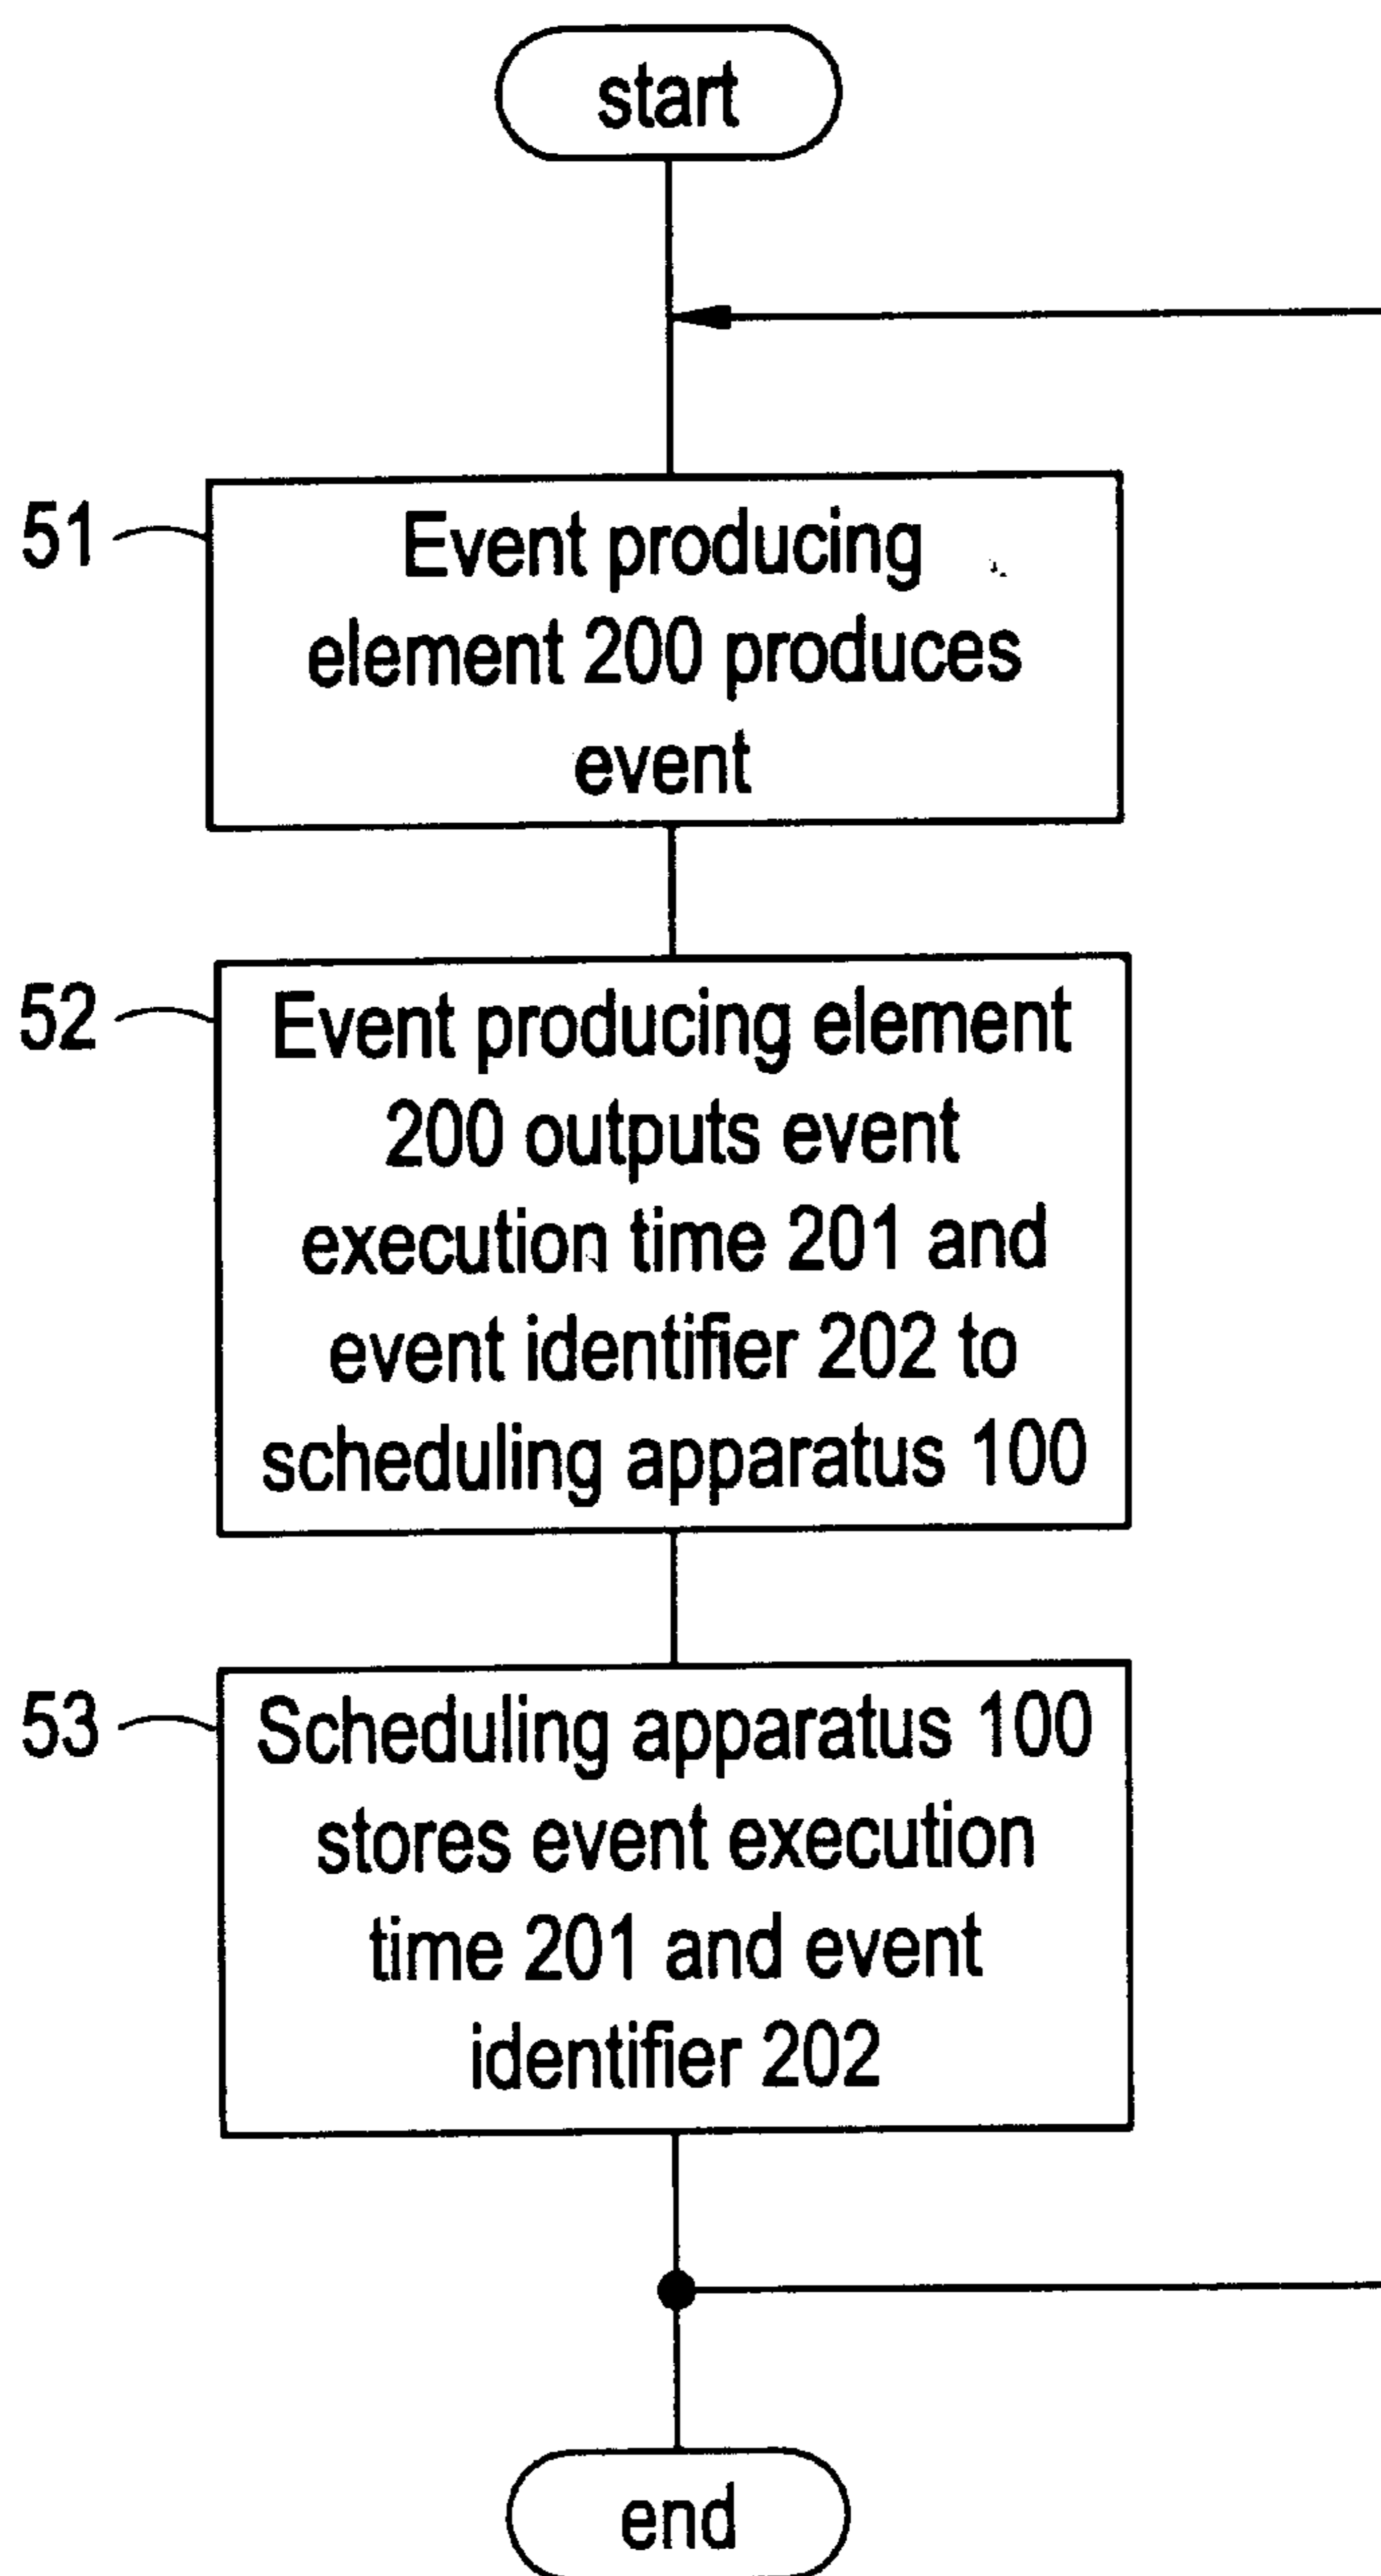 start
51
Event producing
element 200 produces
event
52
Event producing element
200 outputs event
execution time 201 and
event identifier 202 to
scheduling apparatus 100
53
Scheduling apparatus 100
stores event execution
time 201 and event
identifier 202
end